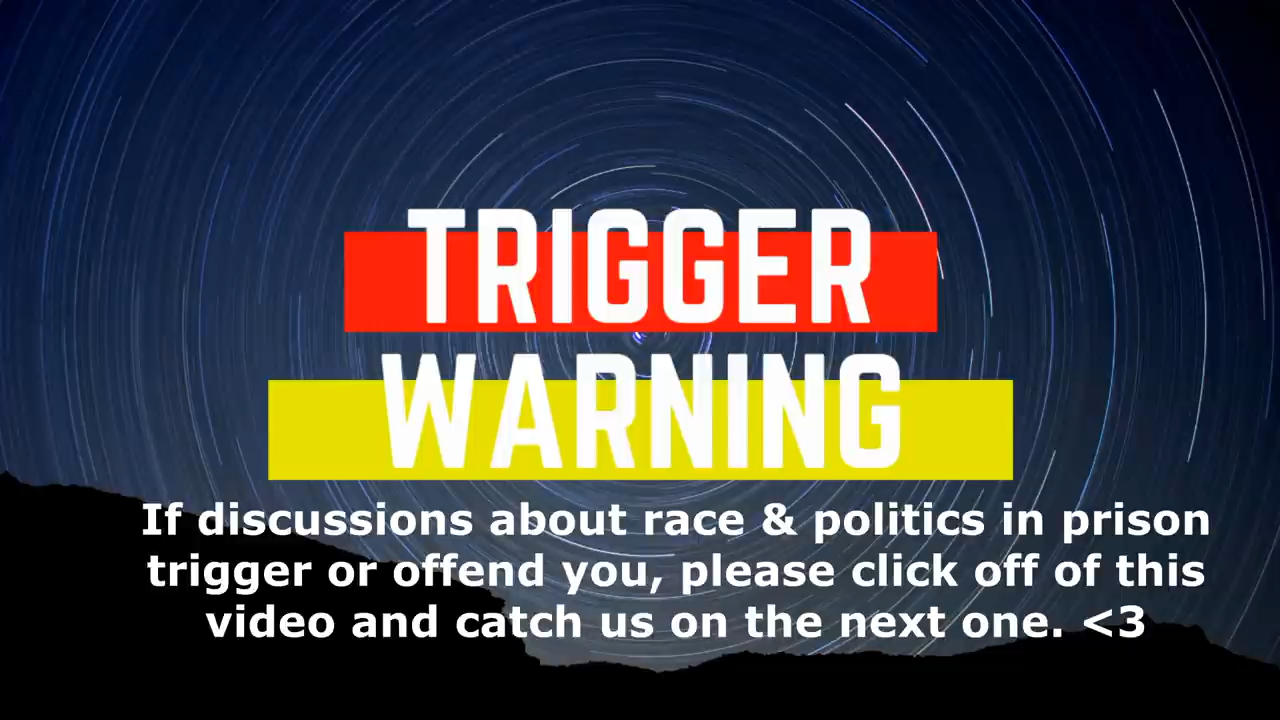 TRIGGER
WARNING
If discussions about race & politics in prison
trigger or offend you, please click off of this
video and catch us on the next one. <3